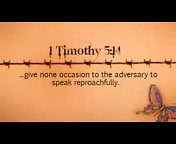 1 Timothy 5:14
...give none occasion to the adversary to
speak reproachfully.